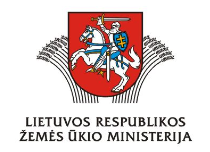 LIETUVOS RESPUBLIKOS
ŽEMĖS ŪKIO MINISTERIJA